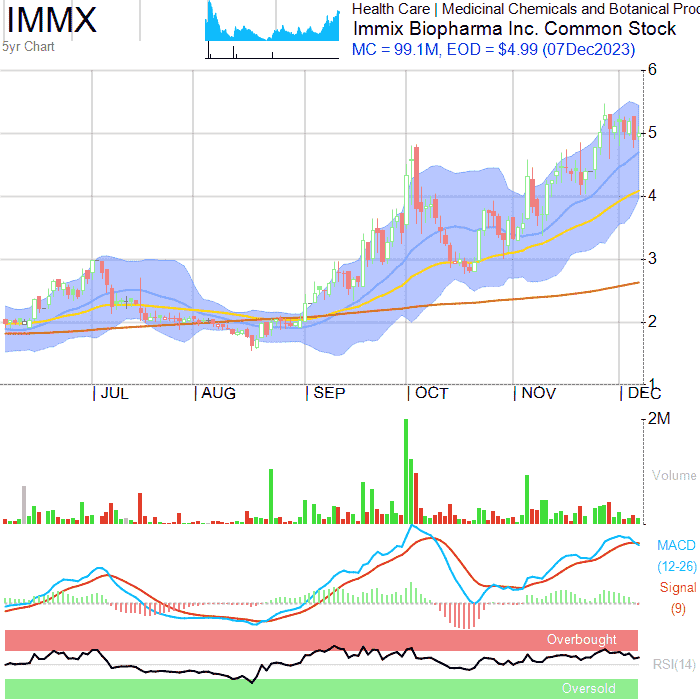 IMMX
5yr Chart
Health Care | Medicinal Chemicals and Botanical Proc
Immix Biopharma Inc. Common Stock
MC = 99.1M, EOD = $4.99 (07Dec2023)
6
5
4
3
2
1
JUL AUG SEP OCT NOV DEC
2M
Volume
MACD
(12-26)
Signal
(9)
Overbought
RSI(14)
Oversold